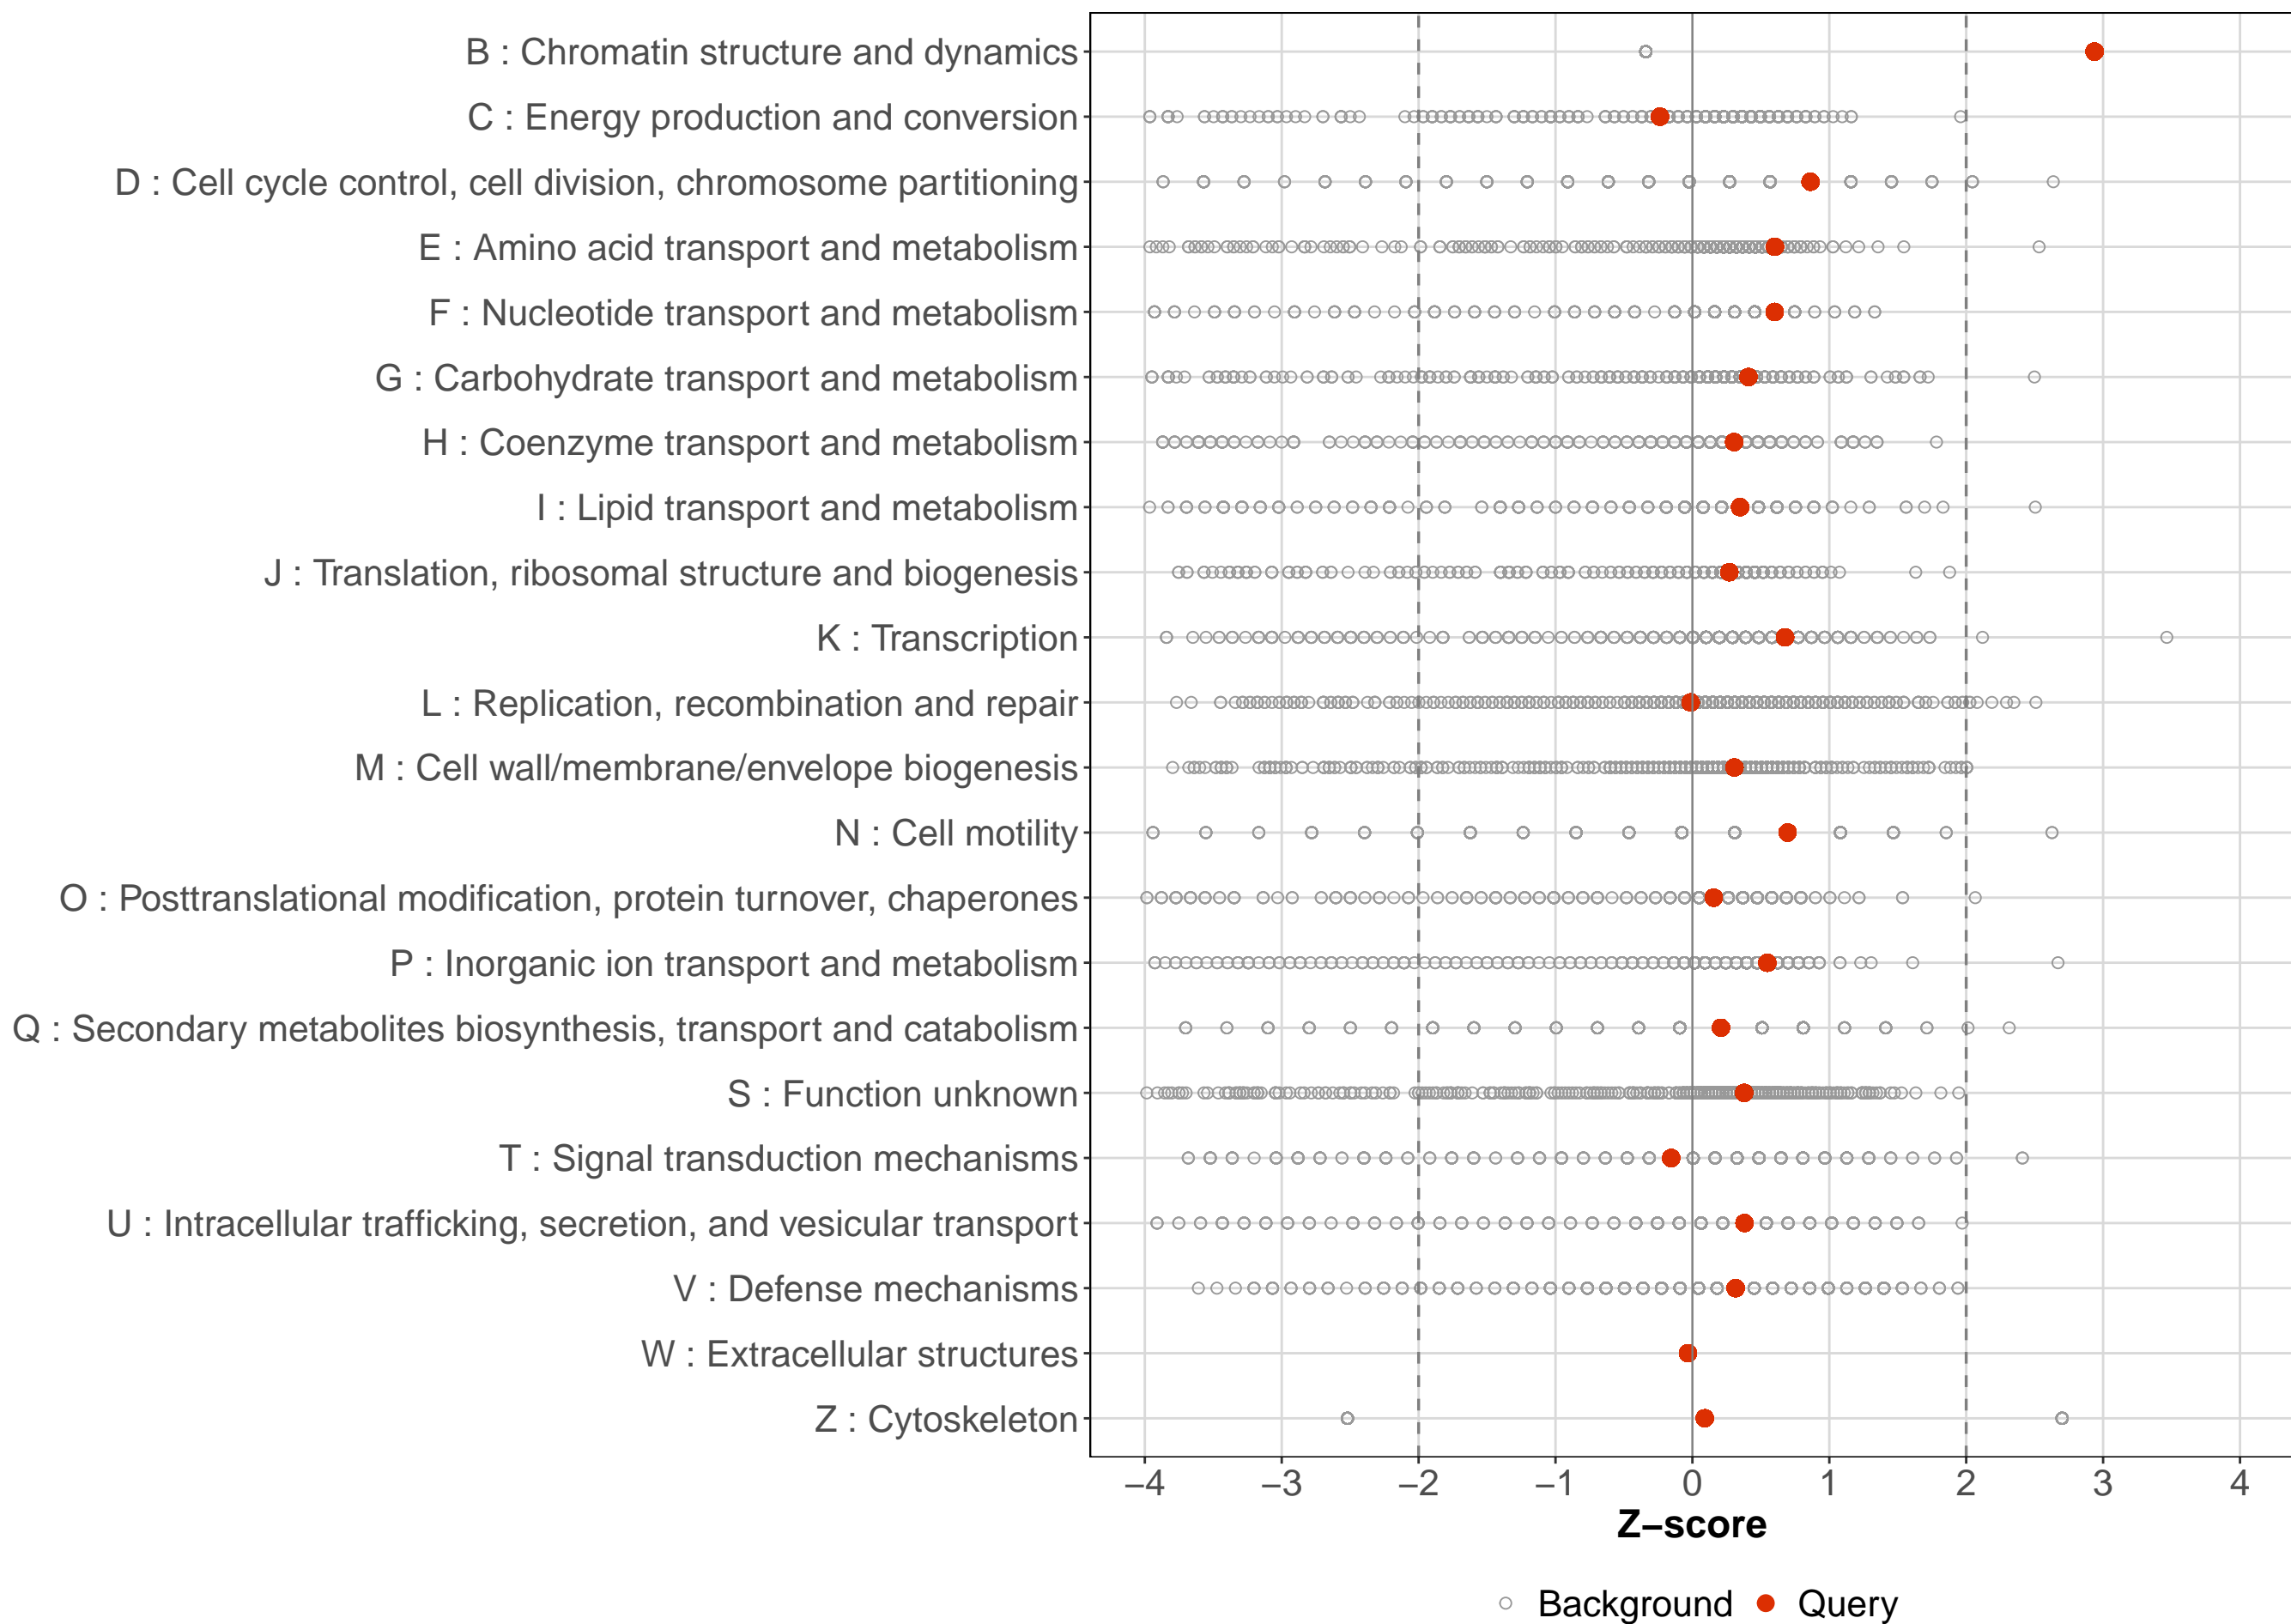 B : Chromatin structure and dynamics
C : Energy production and conversion
D : Cell cycle control, cell division, chromosome partitioning
E : Amino acid transport and metabolism
F : Nucleotide transport and metabolism
G : Carbohydrate transport and metabolism
H : Coenzyme transport and metabolism
I : Lipid transport and metabolism
J : Translation, ribosomal structure and biogenesis
K : Transcription
L : Replication, recombination and repair
M : Cell wall/membrane/envelope biogenesis
N : Cell motility
O : Posttranslational modification, protein turnover, chaperones
P : Inorganic ion transport and metabolism
Q : Secondary metabolites biosynthesis, transport and catabolism
S : Function unknown
T : Signal transduction mechanisms
U : Intracellular trafficking, secretion, and vesicular transport
V : Defense mechanisms
W : Extracellular structures
Z : Cytoskeleton
−4 −3 −2 −1 0 1 2 3 4
Z−score
Background Query